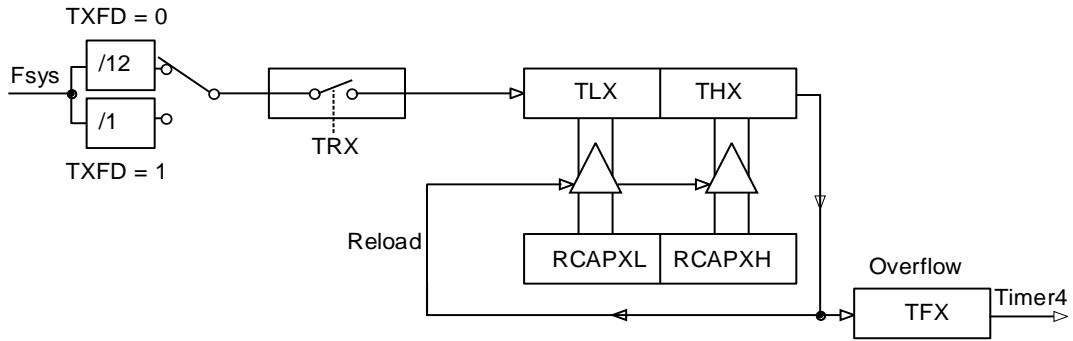 TXFD = 0
/12
Fsys
/1
TXFD = 1
TRX
TLX THX
Reload
RCAPXL RCAPXH
Overflow
TFX
Timer4